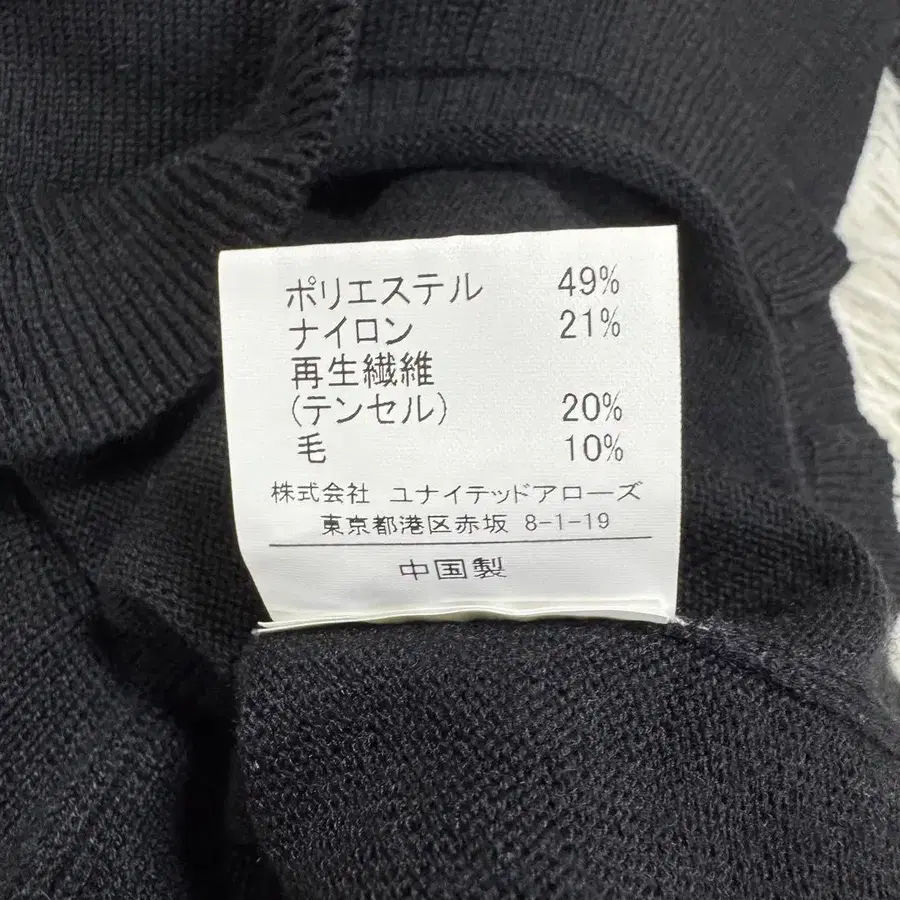 ポリエステル 49%
ナイロン 21%
再生繊維
(テンセル) 20%
毛 10%
株式会社 ユナイテッドアローズ
東京都港区赤坂 8-1-19
中国製